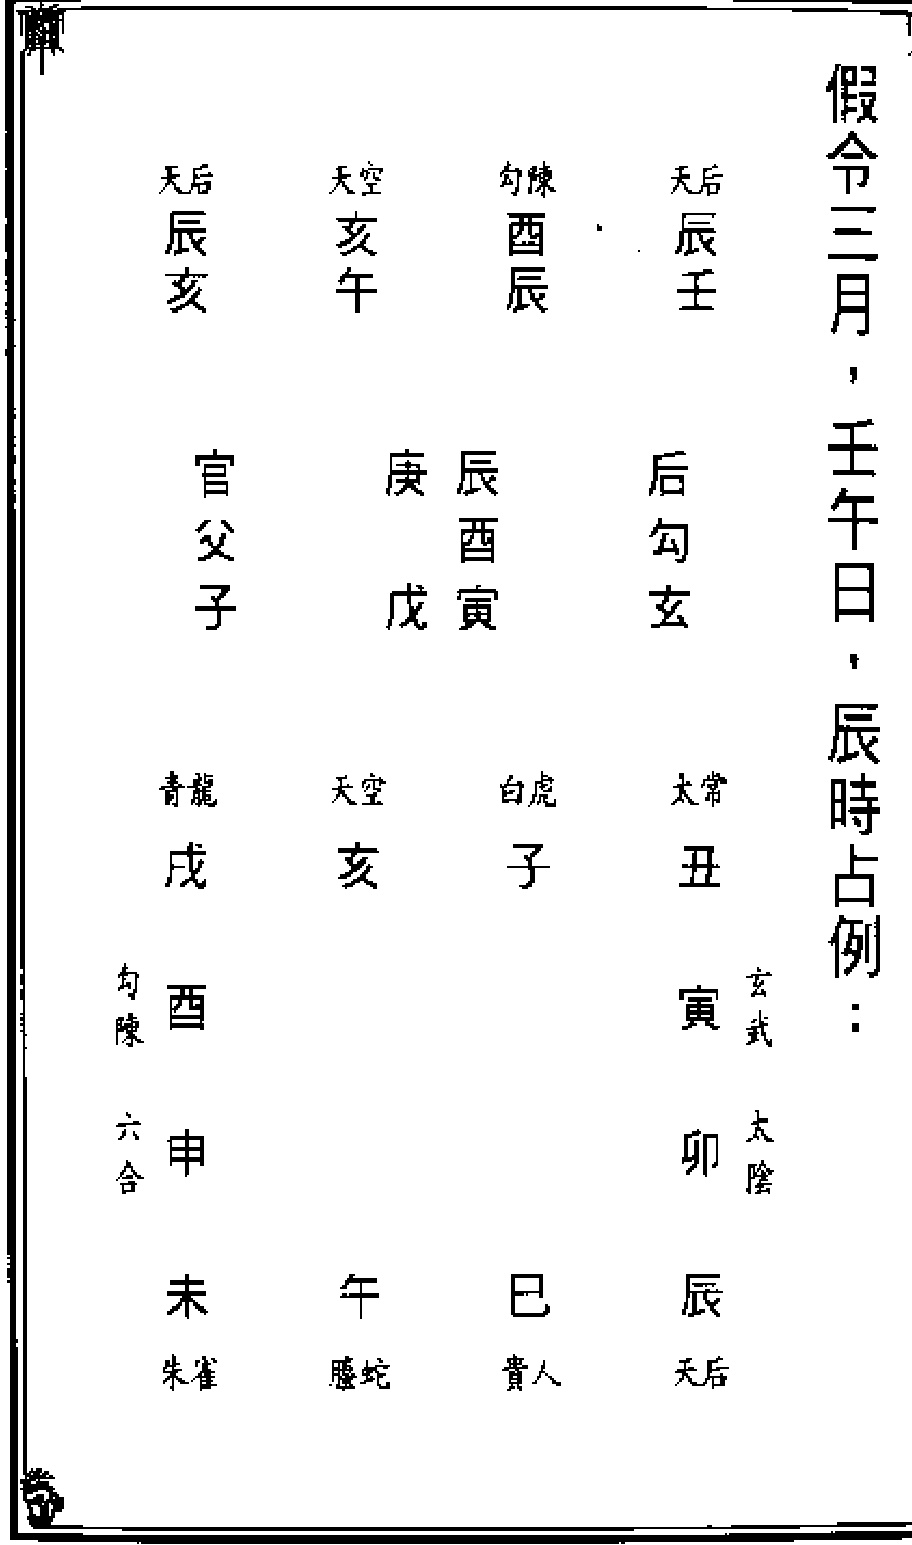 假令三月，壬午日，辰時占例：
天后 天空 勾陳 天后
辰 亥 酉 辰
亥 午 辰 壬
官 庚辰 后
父 酉 勾
子 戊寅 玄
青龍 天空 白虎 太常
戌 亥 子 丑
勾陳 酉 寅 玄武
六合 申 卯 太陰
未 午 巳 辰
朱雀 螣蛇 貴人 天后